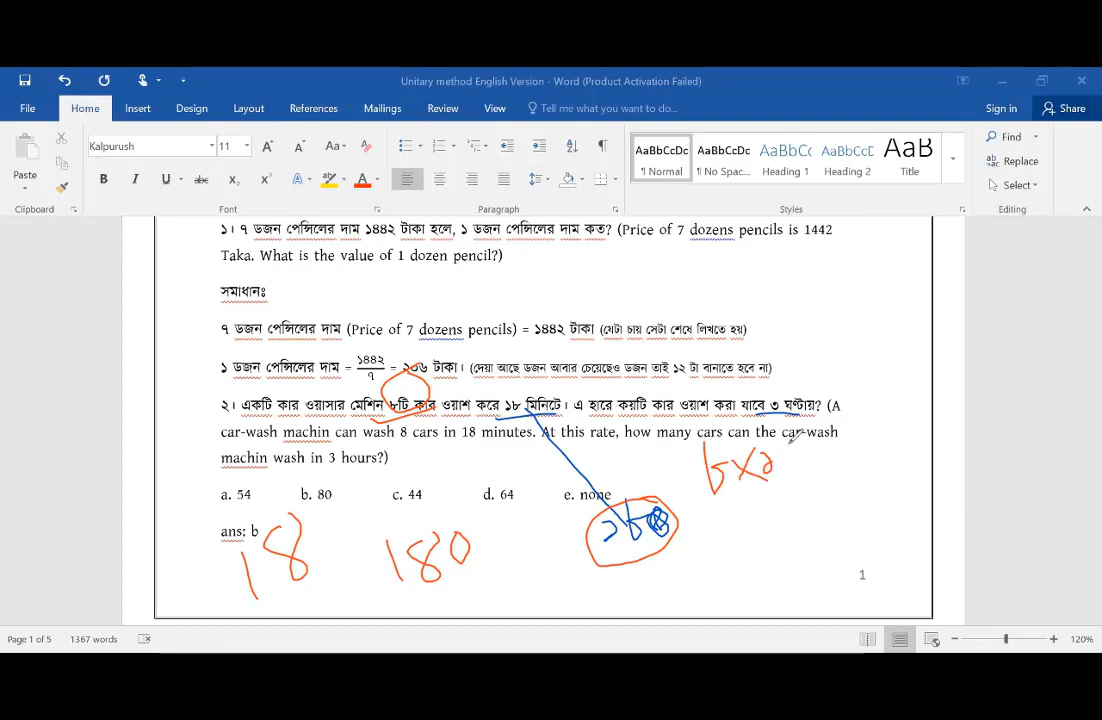 Unitary method English Version - Word (Product Activation Failed)
File Home Insert Design Layout References Mailings Review View Tell me what you want to do... Sign in Share
Paste Kalpurush 11 AaBbCcDc AaBbCcDc AaBbCc AaBbCcD AaB Find
¶ Normal ¶ No Spac... Heading 1 Heading 2 Title Replace
Select
Clipboard Font Paragraph Styles Editing
১। ৭ ডজন পেন্সিলের দাম ১৪৪২ টাকা হলে, ১ ডজন পেন্সিলের দাম কত? (Price of 7 dozens pencils is 1442
Taka. What is the value of 1 dozen pencil?)
সমাধানঃ
৭ ডজন পেন্সিলের দাম (Price of 7 dozens pencils) = ১৪৪২ টাকা (যেটা চায় সেটা শেষে লিখতে হয়)
১ ডজন পেন্সিলের দাম = ১৪৪২/৭ = ২০৬ টাকা। (দেয়া আছে ডজন আবার চেয়েছেও ডজন তাই ১২ টা বানাতে হবে না)
২। একটি কার ওয়াসার মেশিন ৮টি কার ওয়াশ করে ১৮ মিনিটে। এ হারে কয়টি কার ওয়াশ করা যাবে ৩ ঘণ্টায়? (A
car-wash machin can wash 8 cars in 18 minutes. At this rate, how many cars can the car-wash
machin wash in 3 hours?)
a. 54 b. 80 c. 44 d. 64 e. none
ans: b
18 180
1
Page 1 of 5 1367 words 120%